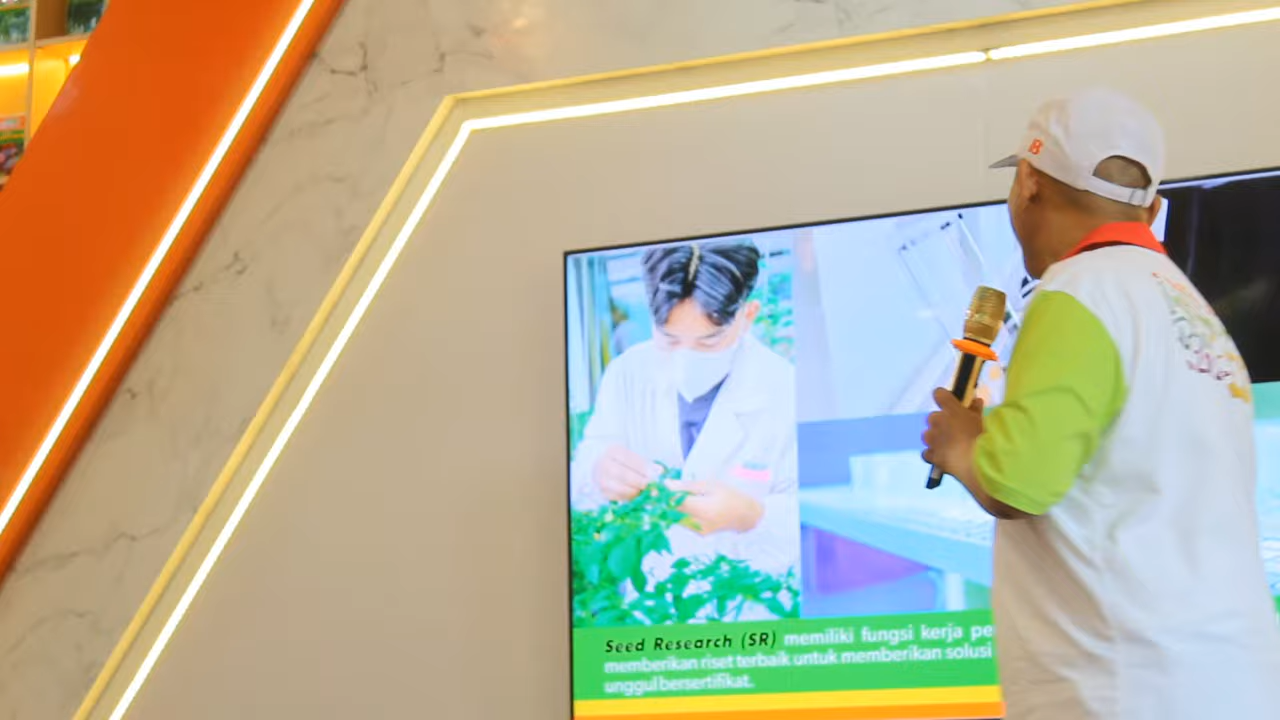 B
Seed Research (SR) memiliki fungsi kerja pe
memberikan riset terbaik untuk memberikan solusi
unggul bersertifikat.